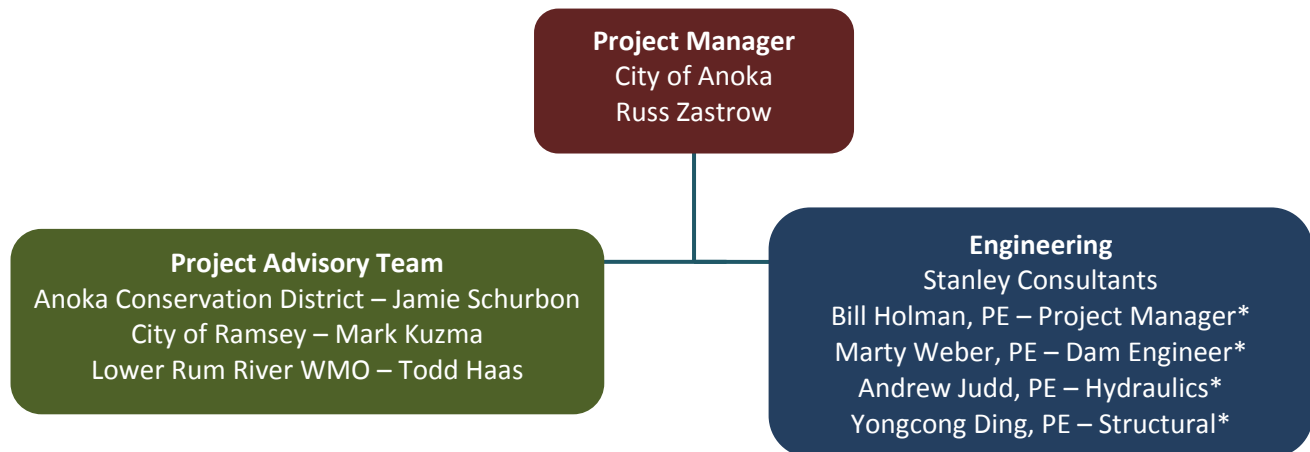 Project Manager
City of Anoka
Russ Zastrow
Project Advisory Team
Anoka Conservation District – Jamie Schurbon
City of Ramsey – Mark Kuzma
Lower Rum River WMO – Todd Haas
Engineering
Stanley Consultants
Bill Holman, PE – Project Manager*
Marty Weber, PE – Dam Engineer*
Andrew Judd, PE – Hydraulics*
Yongcong Ding, PE – Structural*